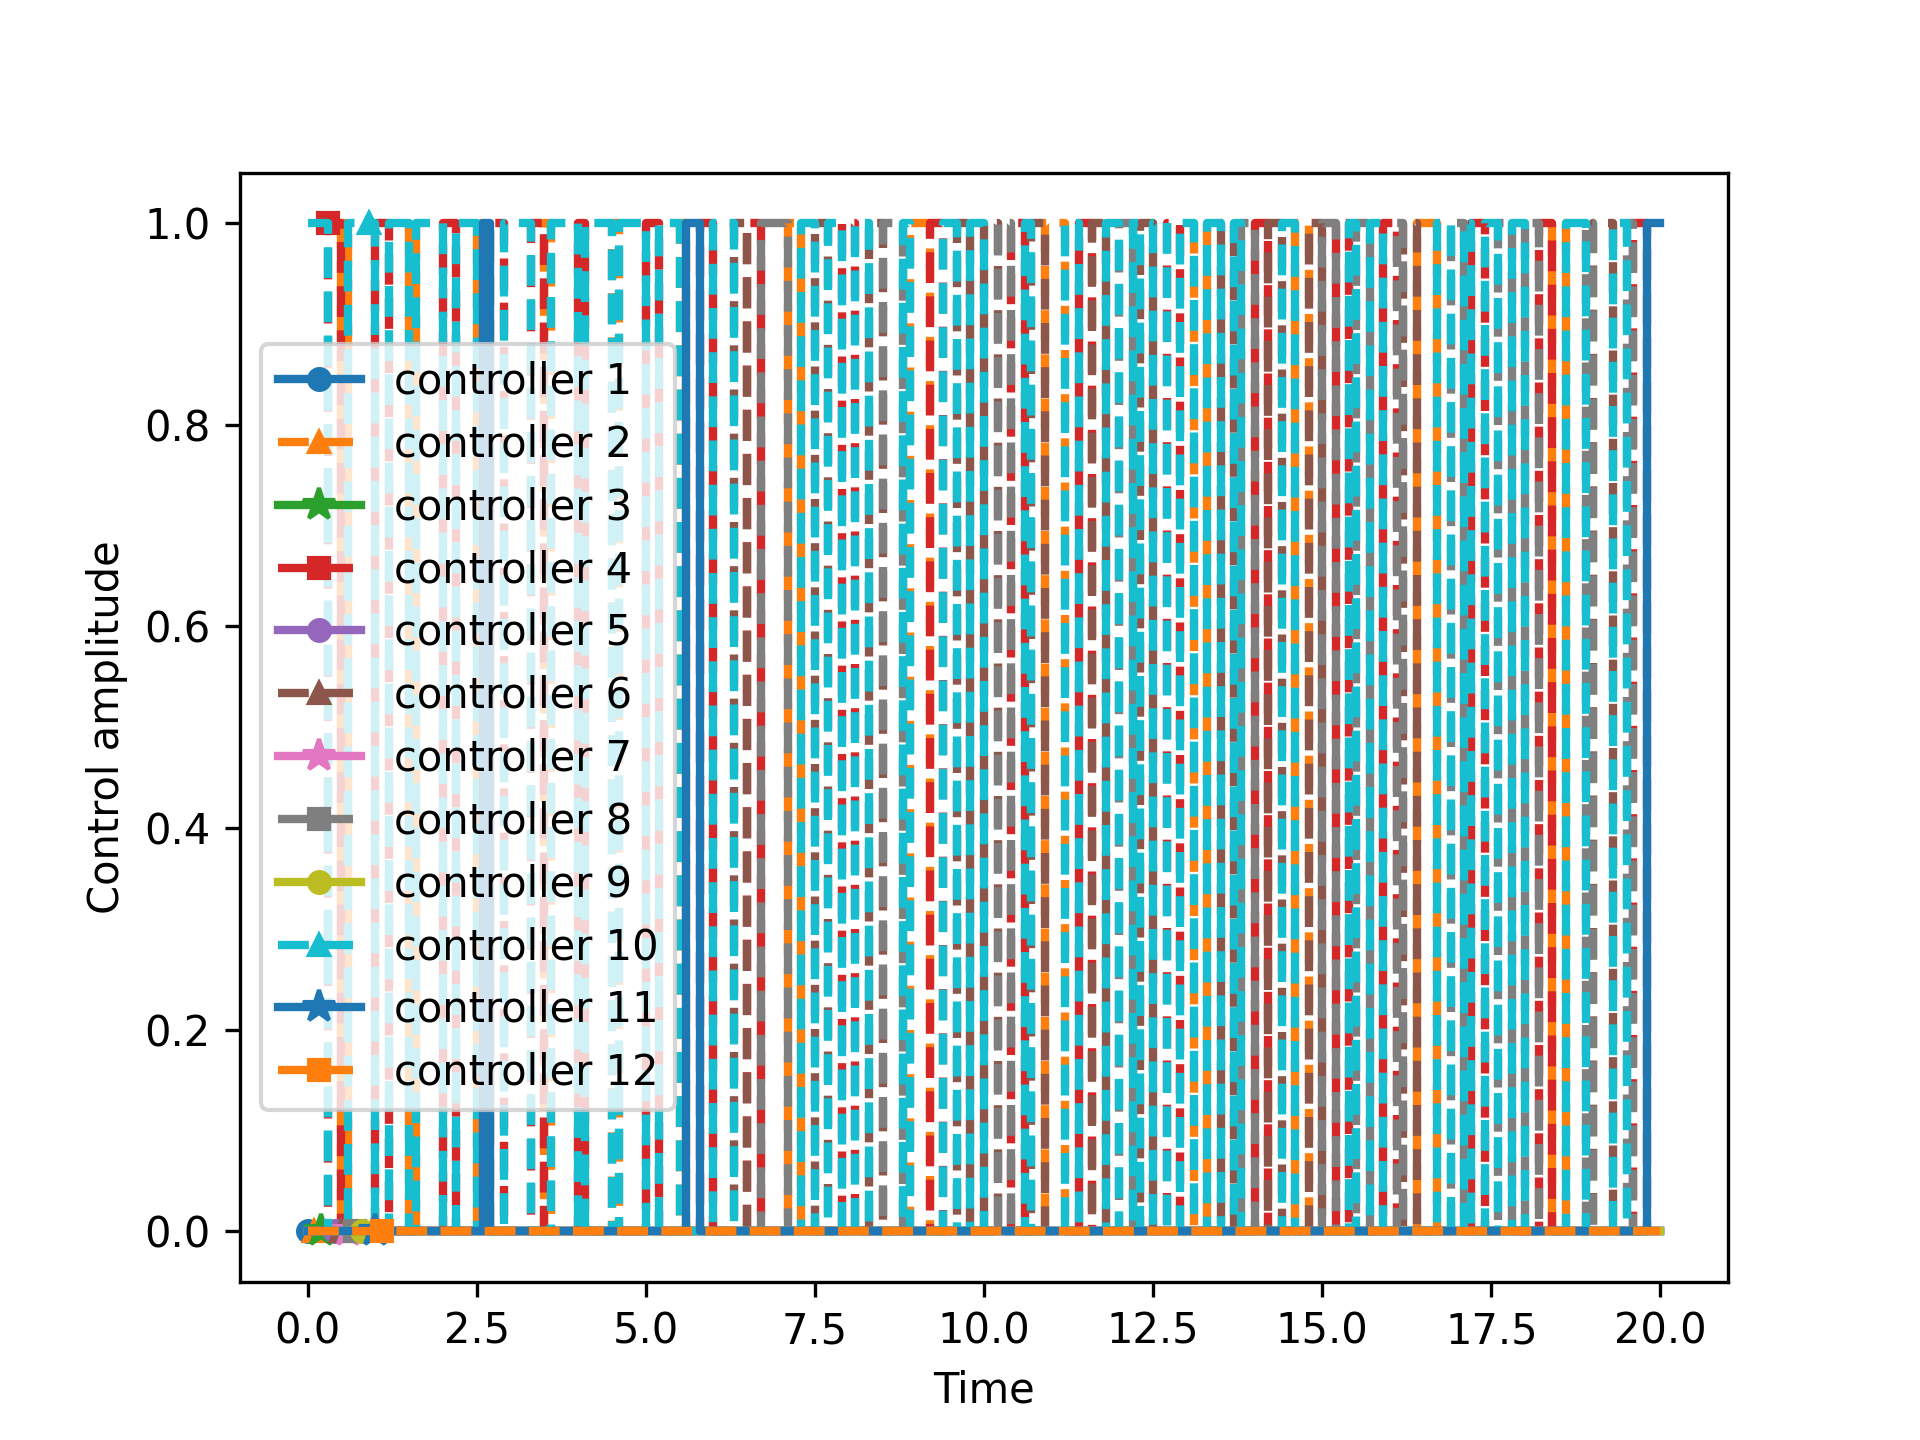 1.0
0.8
0.6
0.4
0.2
0.0
Control amplitude
controller 1
controller 2
controller 3
controller 4
controller 5
controller 6
controller 7
controller 8
controller 9
controller 10
controller 11
controller 12
0.0 2.5 5.0 7.5 10.0 12.5 15.0 17.5 20.0
Time